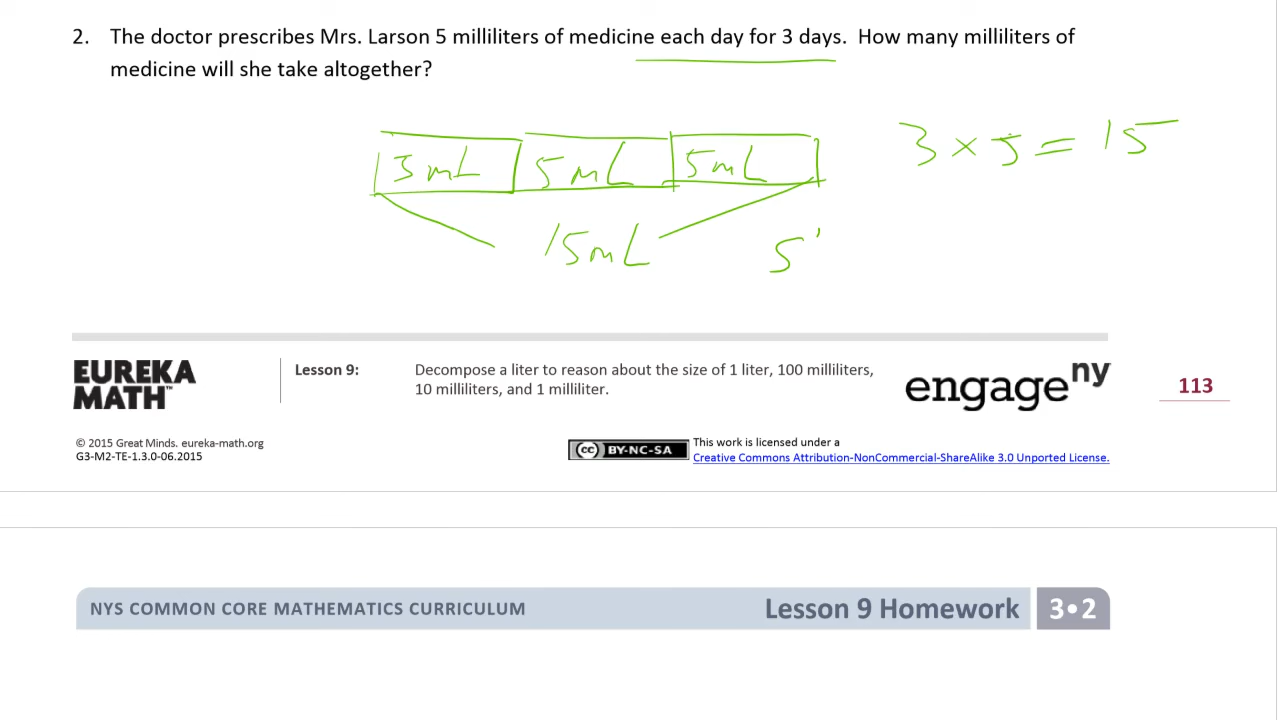 2. The doctor prescribes Mrs. Larson 5 milliliters of medicine each day for 3 days. How many milliliters of
medicine will she take altogether?
3 × 5 = 15
5 mL 5 mL 5 mL
15 mL 5'
EUREKA
MATH™
Lesson 9: Decompose a liter to reason about the size of 1 liter, 100 milliliters,
10 milliliters, and 1 milliliter.
engage ny
113
© 2015 Great Minds. eureka-math.org
G3-M2-TE-1.3.0-06.2015
cc BY-NC-SA
This work is licensed under a
Creative Commons Attribution-NonCommercial-ShareAlike 3.0 Unported License.
NYS COMMON CORE MATHEMATICS CURRICULUM Lesson 9 Homework 3•2